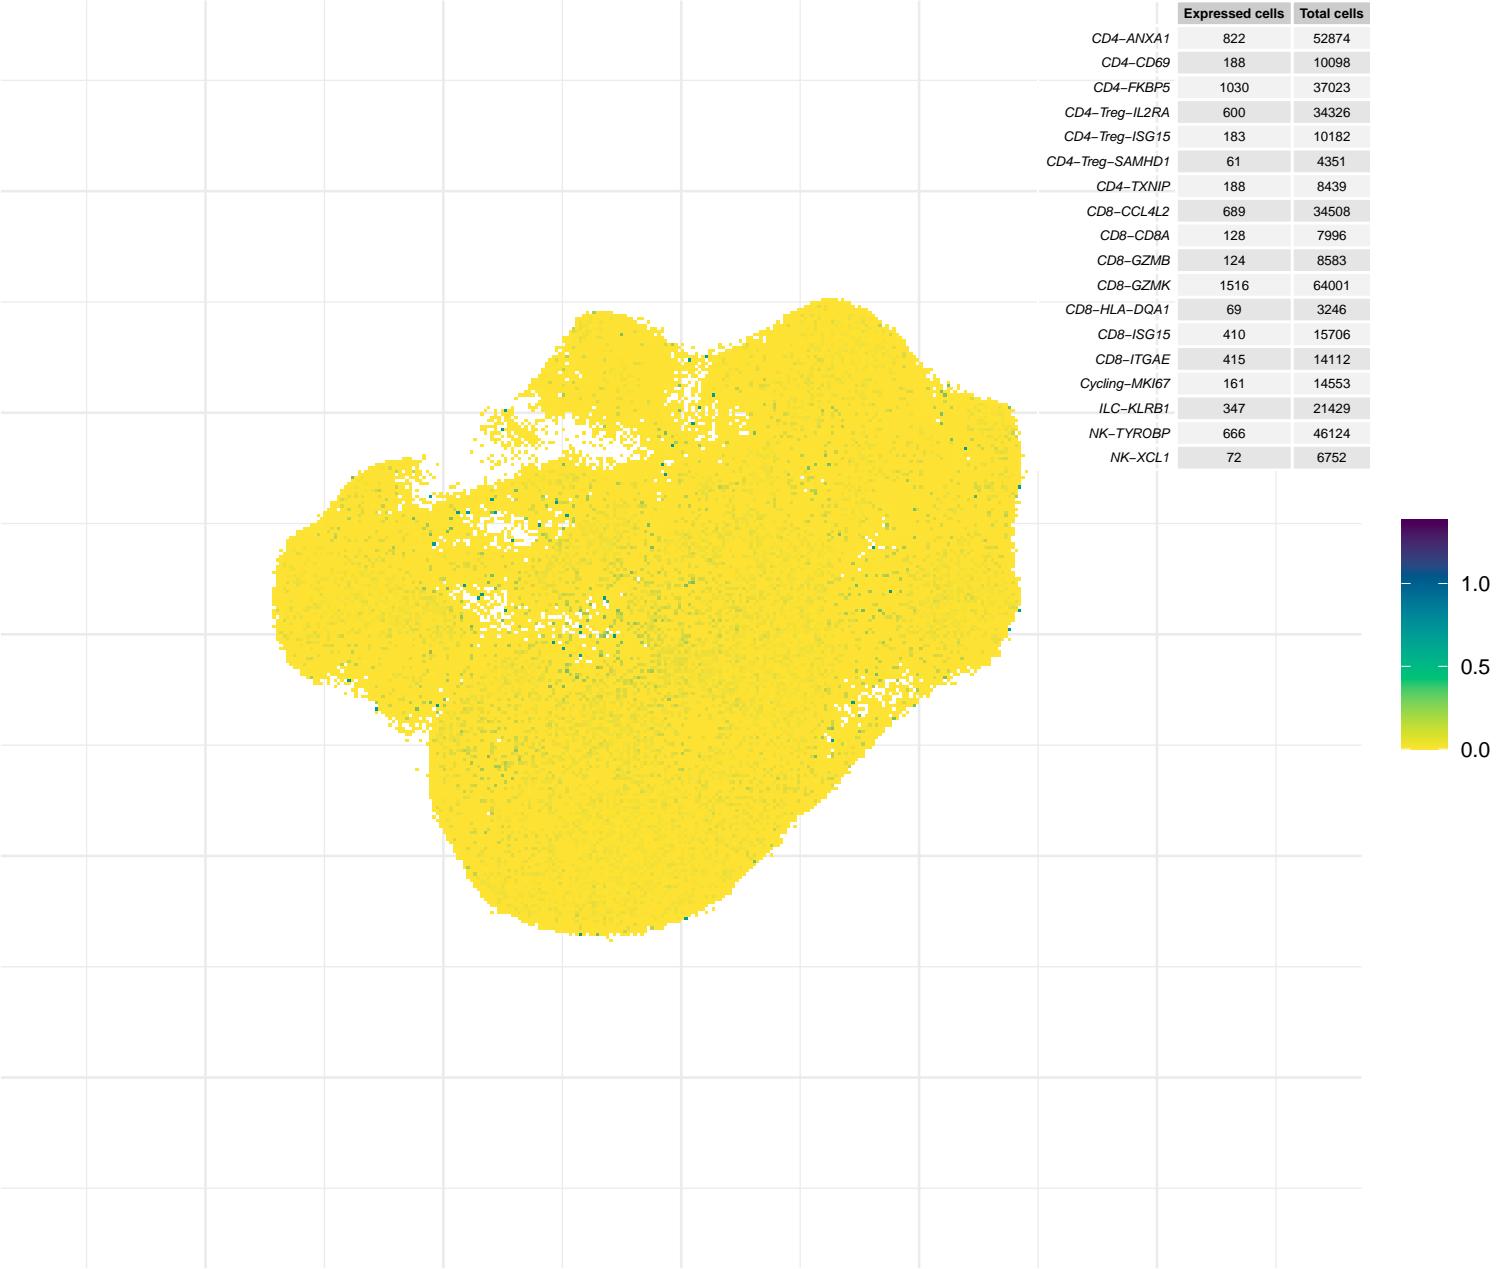 Expressed cells Total cells
CD4−ANXA1 822 52874
CD4−CD69 188 10098
CD4−FKBP5 1030 37023
CD4−Treg−IL2RA 600 34326
CD4−Treg−ISG15 183 10182
CD4−Treg−SAMHD1 61 4351
CD4−TXNIP 188 8439
CD8−CCL4L2 689 34508
CD8−CD8A 128 7996
CD8−GZMB 124 8583
CD8−GZMK 1516 64001
CD8−HLA−DQA1 69 3246
CD8−ISG15 410 15706
CD8−ITGAE 415 14112
Cycling−MKI67 161 14553
ILC−KLRB1 347 21429
NK−TYROBP 666 46124
NK−XCL1 72 6752
1.0
0.5
0.0